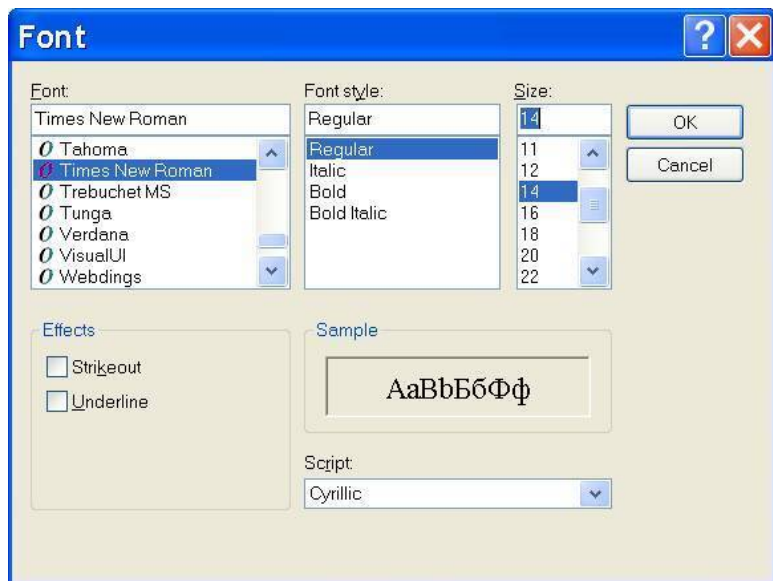 Font
Font:
Times New Roman
Tahoma
Times New Roman
Trebuchet MS
Tunga
Verdana
VisualUI
Webdings
Font style:
Regular
Regular
Italic
Bold
Bold Italic
Size:
14
11
12
14
16
18
20
22
OK
Cancel
Effects
Strikeout
Underline
Sample
AaBbБбФф
Script:
Cyrillic